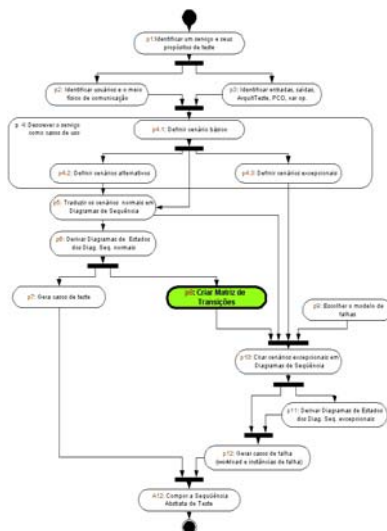 p1: Identificar um serviço e seus
propósitos de teste
p2: Identificar usuários e o meio
físico de comunicação
p3: Identificar entradas, saídas,
ArquitTeste, PCO, var op.
p. 4: Descrever o serviço
como casos de uso
p4.1: Definir cenário básico
p4.2: Definir cenários alternativos
p4.3: Definir cenários excepcionais
p5: Traduzir os cenários normais em
Diagramas de Sequência
p6: Derivar Diagramas de Estados
dos Diag. Seq. normais
p7: Gerar casos de teste
p8: Criar Matriz de
Transições
p9: Escolher o modelo de
falhas
p10: Criar cenários excepcionais em
Diagramas de Seqüência
p11: Derivar Diagramas de Estados
dos Diag. Seq. excepcionais
p12: Gerar casos de falha
(workload e instâncias de falha)
A12: Compor a Seqüência
Abstrata de Teste